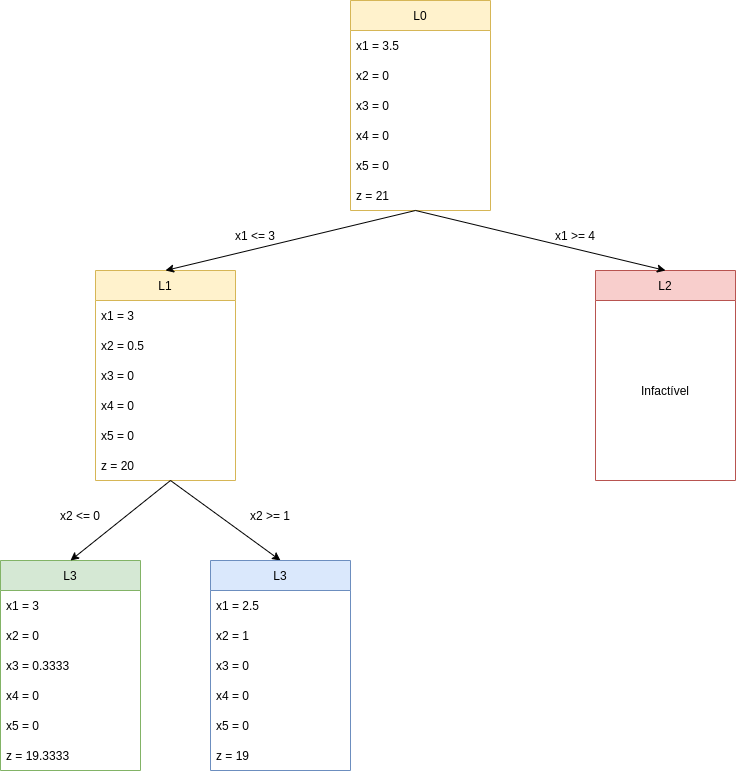 L0
x1 = 3.5
x2 = 0
x3 = 0
x4 = 0
x5 = 0
z = 21
x1 <= 3
x1 >= 4
L1
x1 = 3
x2 = 0.5
x3 = 0
x4 = 0
x5 = 0
z = 20
L2
Infactível
x2 <= 0
x2 >= 1
L3
x1 = 3
x2 = 0
x3 = 0.3333
x4 = 0
x5 = 0
z = 19.3333
L3
x1 = 2.5
x2 = 1
x3 = 0
x4 = 0
x5 = 0
z = 19